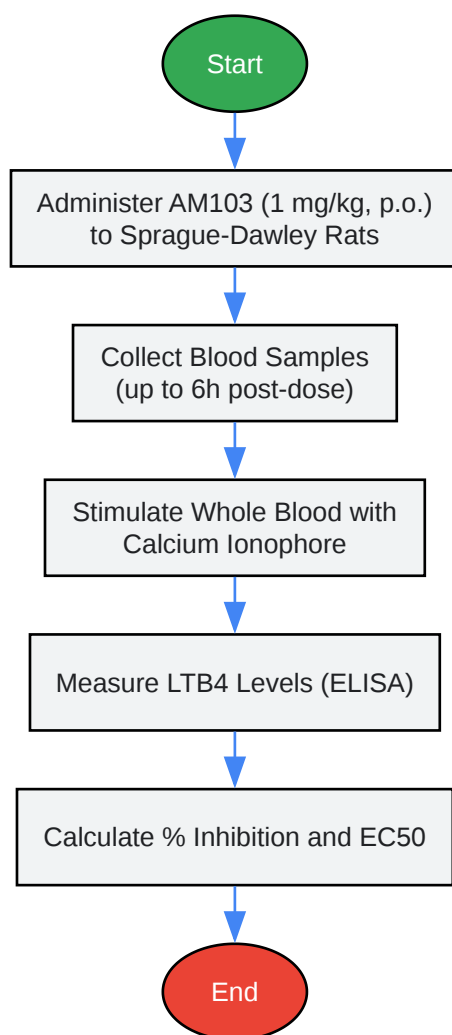 Start
Administer AM103 (1 mg/kg, p.o.)
to Sprague-Dawley Rats
Collect Blood Samples
(up to 6h post-dose)
Stimulate Whole Blood with
Calcium Ionophore
Measure LTB4 Levels (ELISA)
Calculate % Inhibition and EC50
End